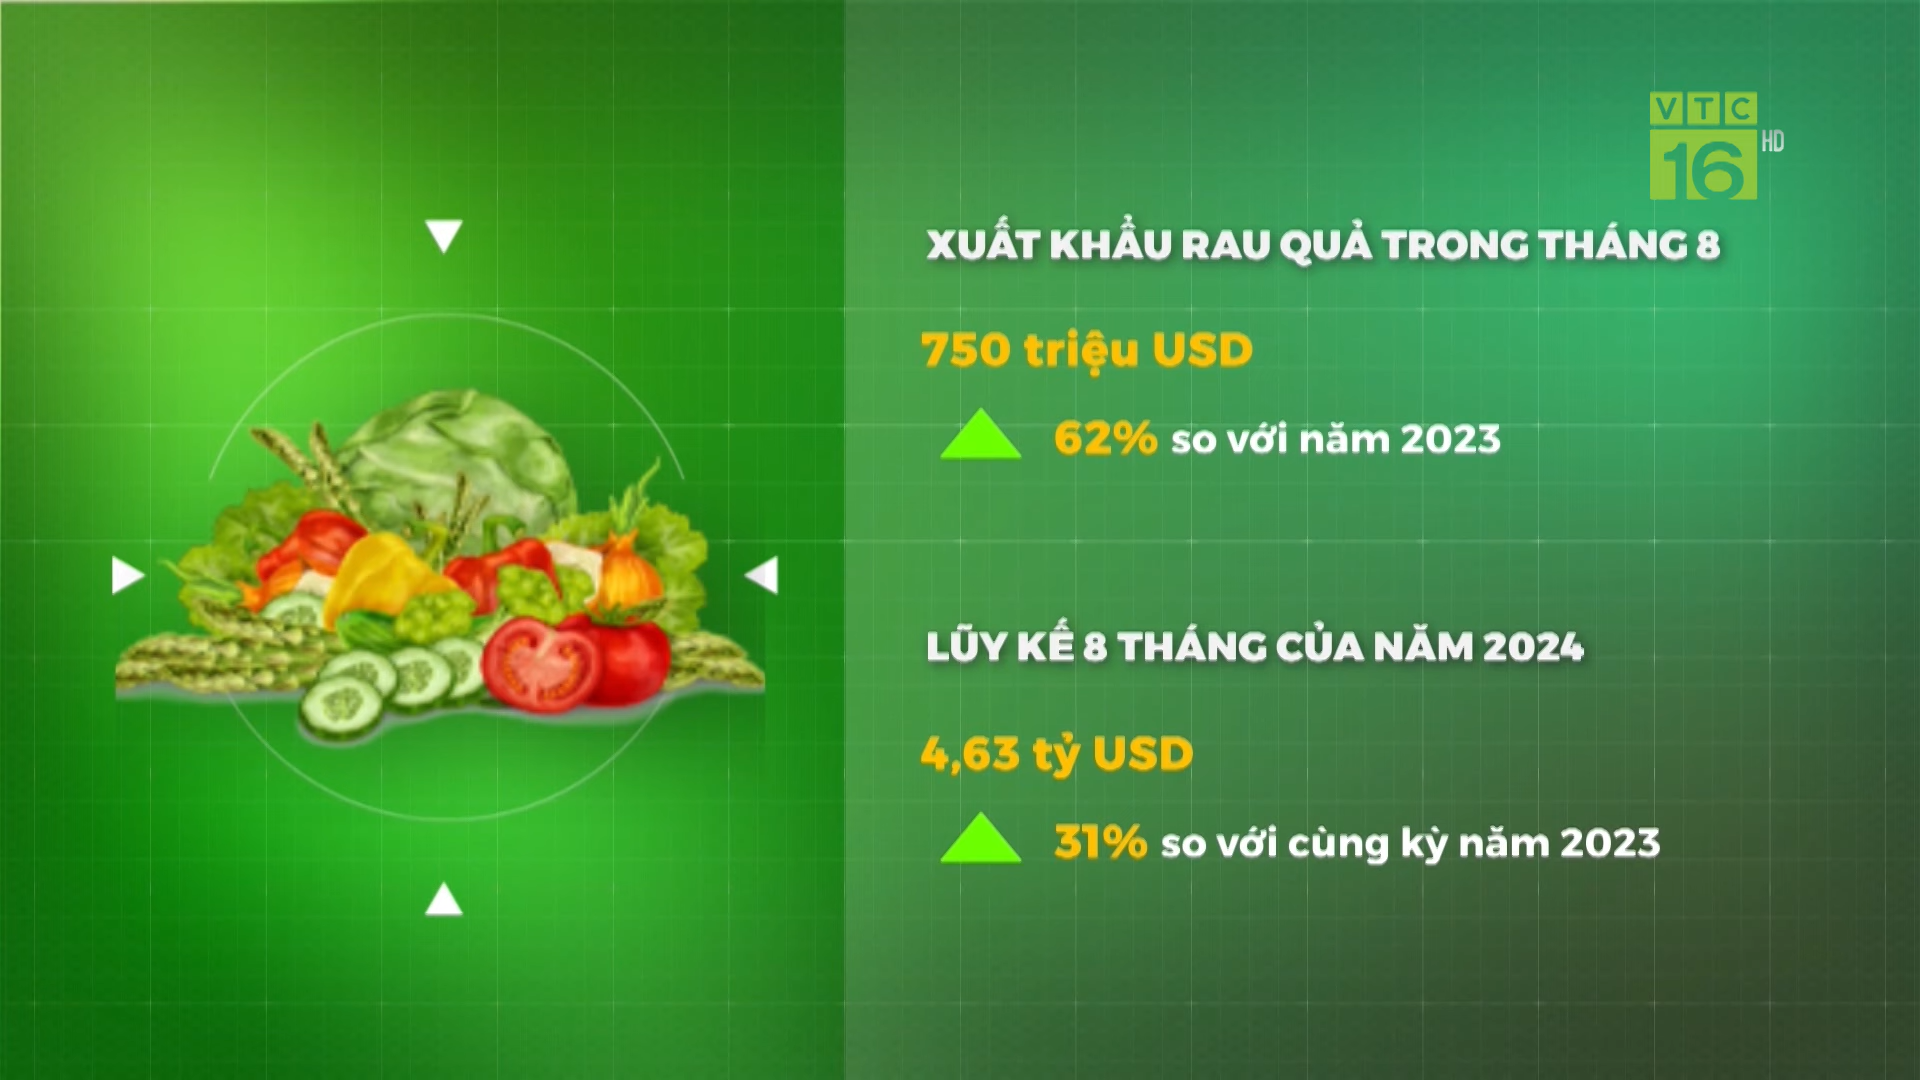 VTC
16 HD
XUẤT KHẨU RAU QUẢ TRONG THÁNG 8
750 triệu USD
62% so với năm 2023
LŨY KẾ 8 THÁNG CỦA NĂM 2024
4,63 tỷ USD
31% so với cùng kỳ năm 2023